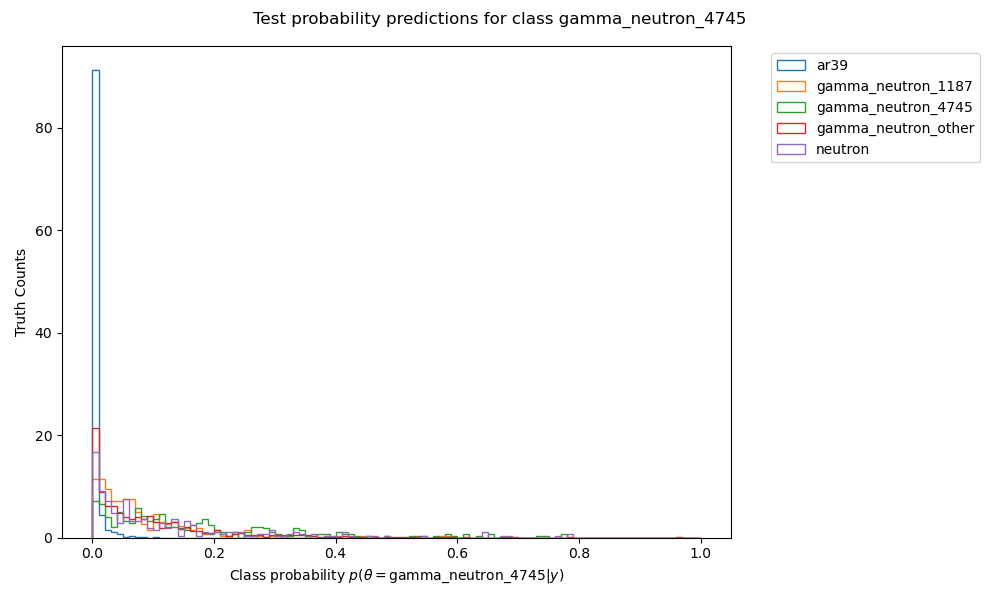 Test probability predictions for class gamma_neutron_4745
ar39
gamma_neutron_1187
gamma_neutron_4745
gamma_neutron_other
neutron
Truth Counts
80
60
40
20
0
0.0 0.2 0.4 0.6 0.8 1.0
Class probability p(θ = gamma_neutron_4745|y)